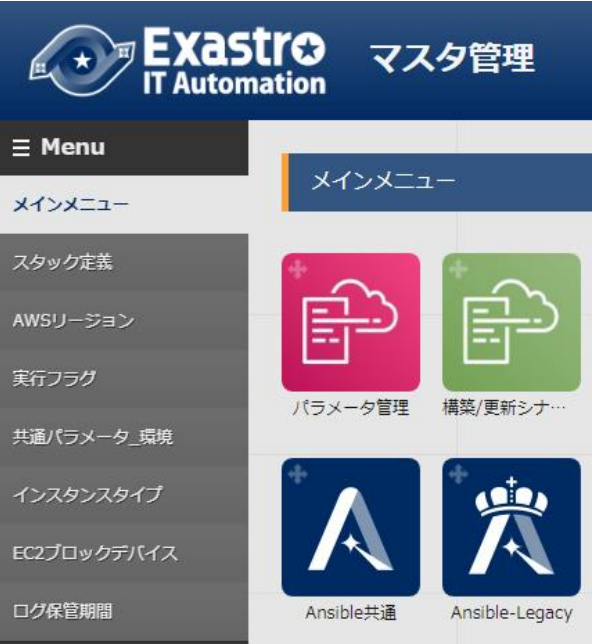 Exastro
IT Automation
マスタ管理
☰ Menu
メインメニュー
スタック定義
AWSリージョン
実行フラグ
共通パラメータ_環境
インスタンスタイプ
EC2ブロックデバイス
ログ保管期間
メインメニュー
パラメータ管理
構築/更新シナ…
Ansible共通
Ansible-Legacy